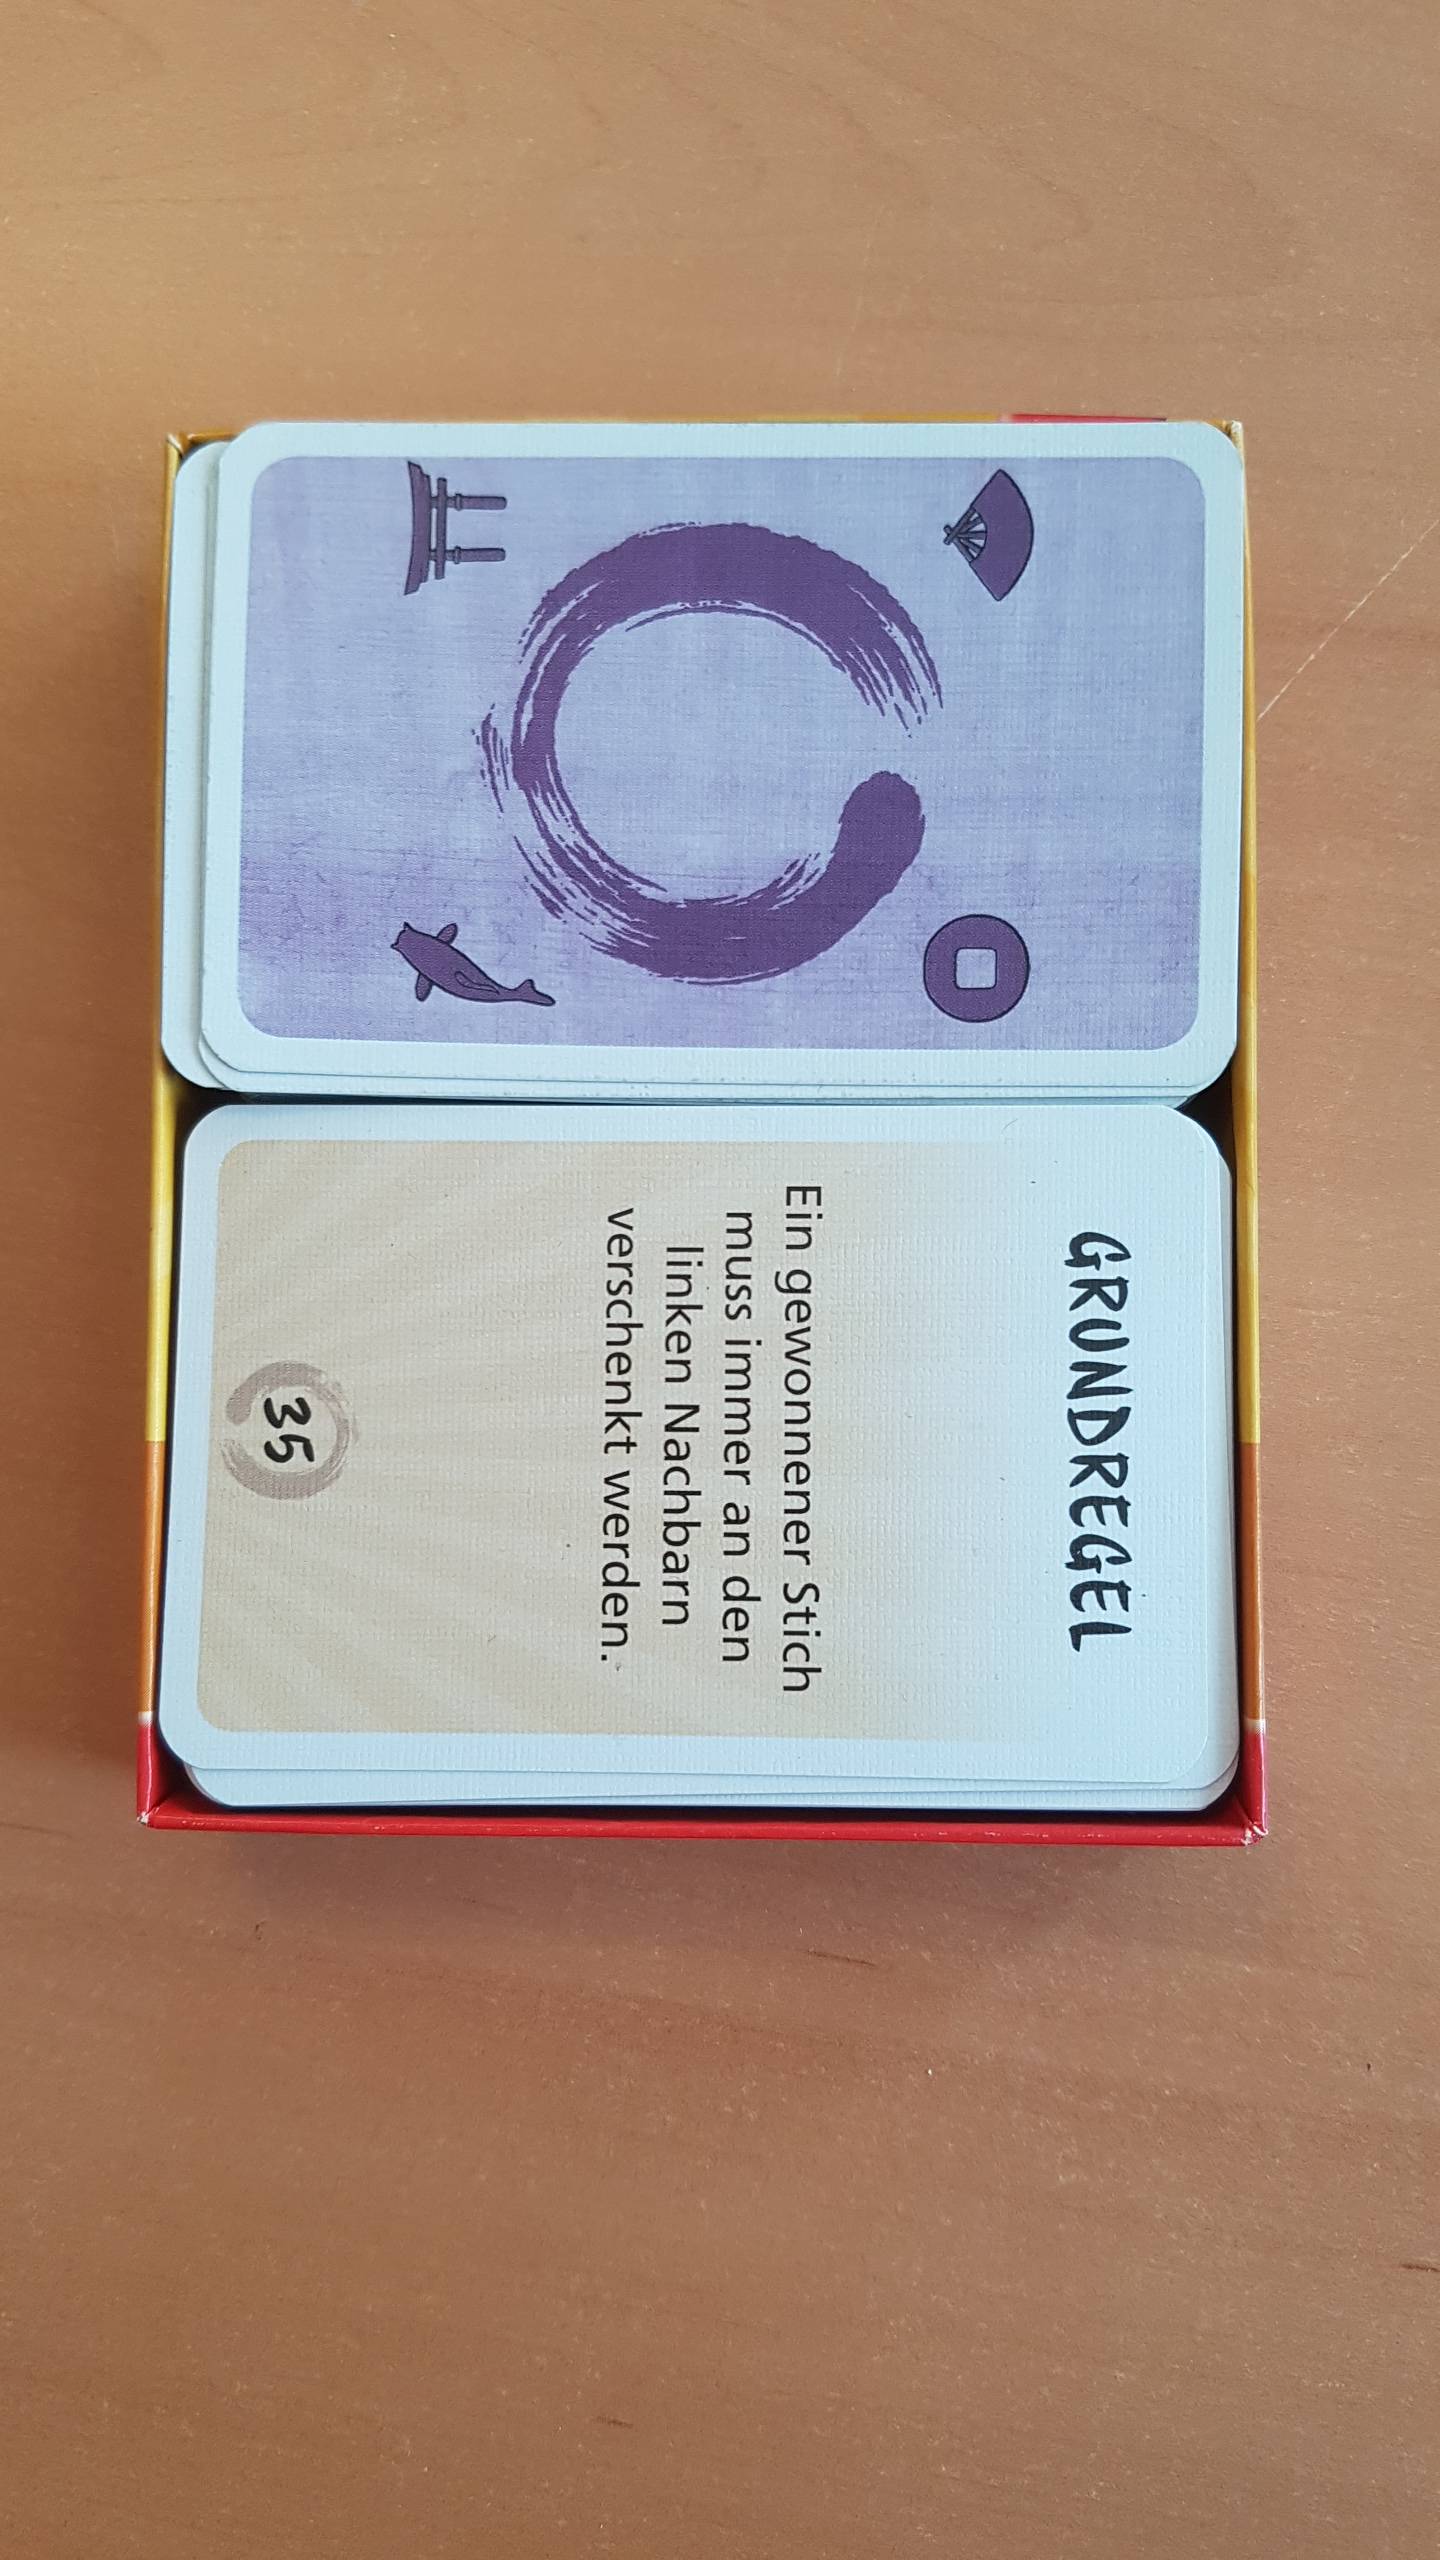 GRUNDREGEL
Ein gewonnener Stich
muss immer an den
linken Nachbarn
verschenkt werden.
35